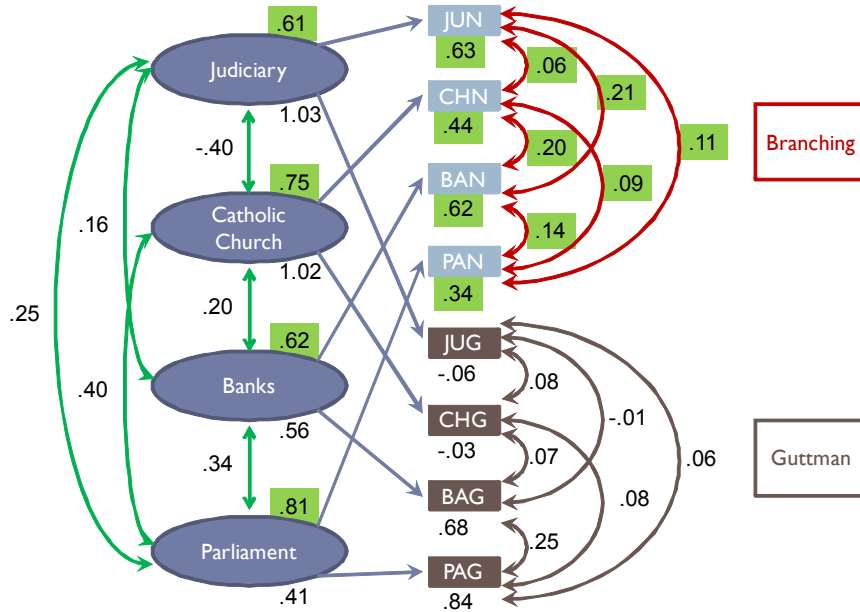 .61
JUN
Judiciary
.63
.06
1.03
CHN
.21
-.40
.44
.11
Branching
.75
.20
BAN
.09
Catholic
Church
.16
.62
.14
1.02
PAN
.20
.34
.25
.62
JUG
-.06
.08
Banks
.40
CHG
-.01
.56
-.03
.07
.06
Guttman
.34
BAG
.08
.81
.68
.25
Parliament
PAG
.41
.84